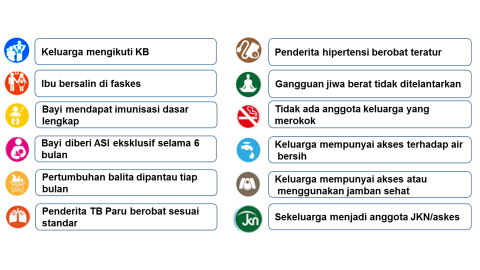 Keluarga mengikuti KB
Ibu bersalin di faskes
Bayi mendapat imunisasi dasar
lengkap
Bayi diberi ASI eksklusif selama 6
bulan
Pertumbuhan balita dipantau tiap
bulan
Penderita TB Paru berobat sesuai
standar
Penderita hipertensi berobat teratur
Gangguan jiwa berat tidak ditelantarkan
Tidak ada anggota keluarga yang
merokok
Keluarga mempunyai akses terhadap air
bersih
Keluarga mempunyai akses atau
menggunakan jamban sehat
jkn
Sekeluarga menjadi anggota JKN/askes